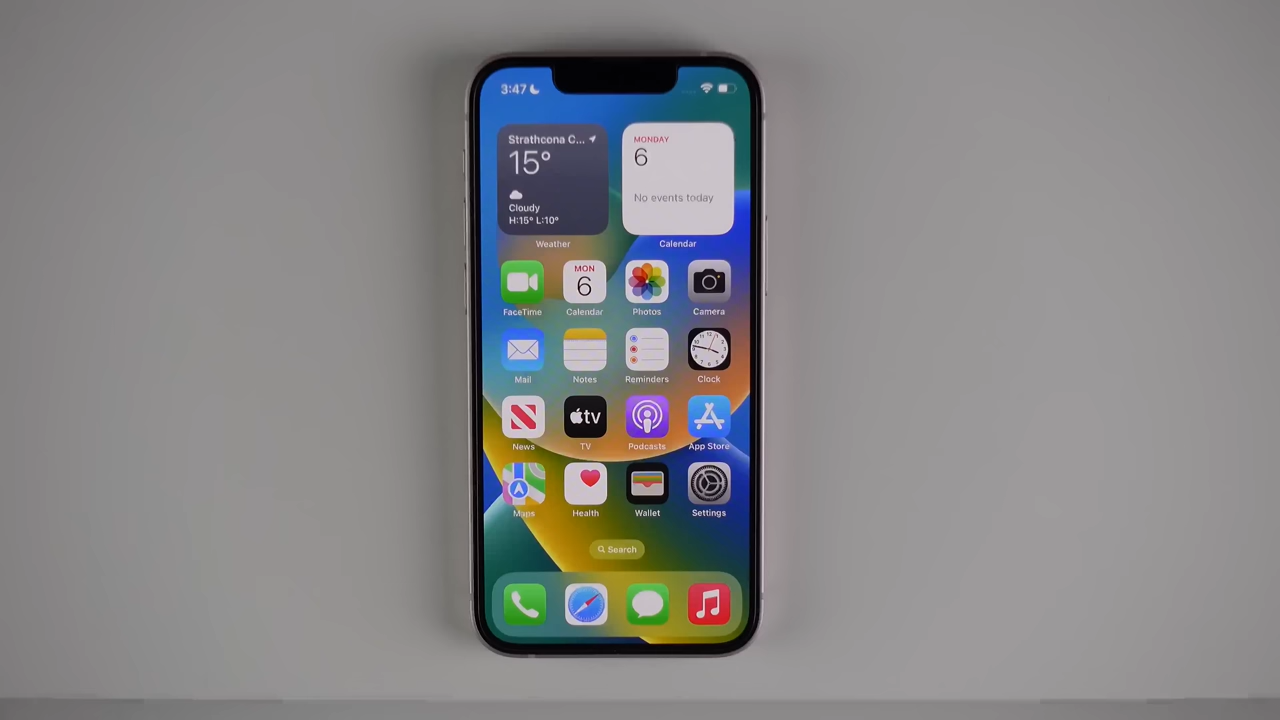 3:47
Strathcona C...
15°
Cloudy
H:15° L:10°
Weather
MONDAY
6
No events today
Calendar
FaceTime
MON
6
Calendar
Photos
Camera
Mail
Notes
Reminders
Clock
News
tv
TV
Podcasts
App Store
Maps
Health
Wallet
Settings
Search